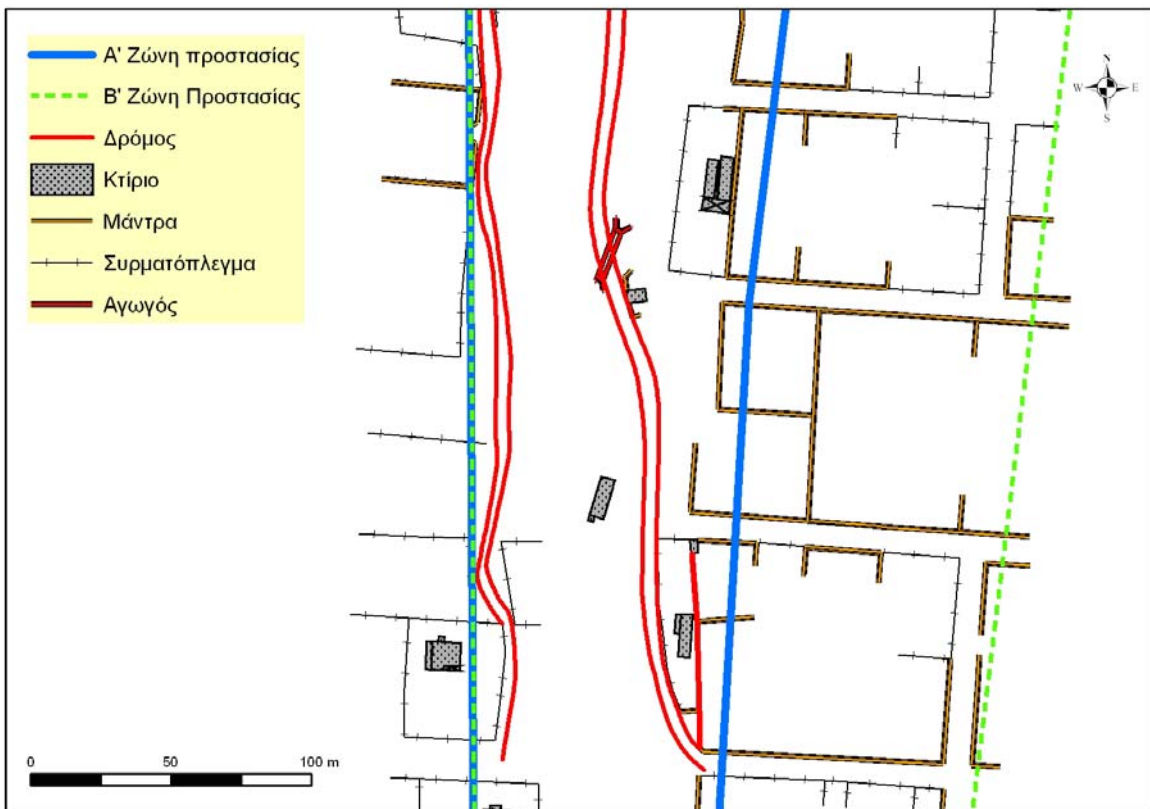 Α' Ζώνη προστασίας
Β' Ζώνη Προστασίας
Δρόμος
Κτίριο
Μάντρα
Συρματόπλεγμα
Αγωγός
N
W E
S
0 50 100 m